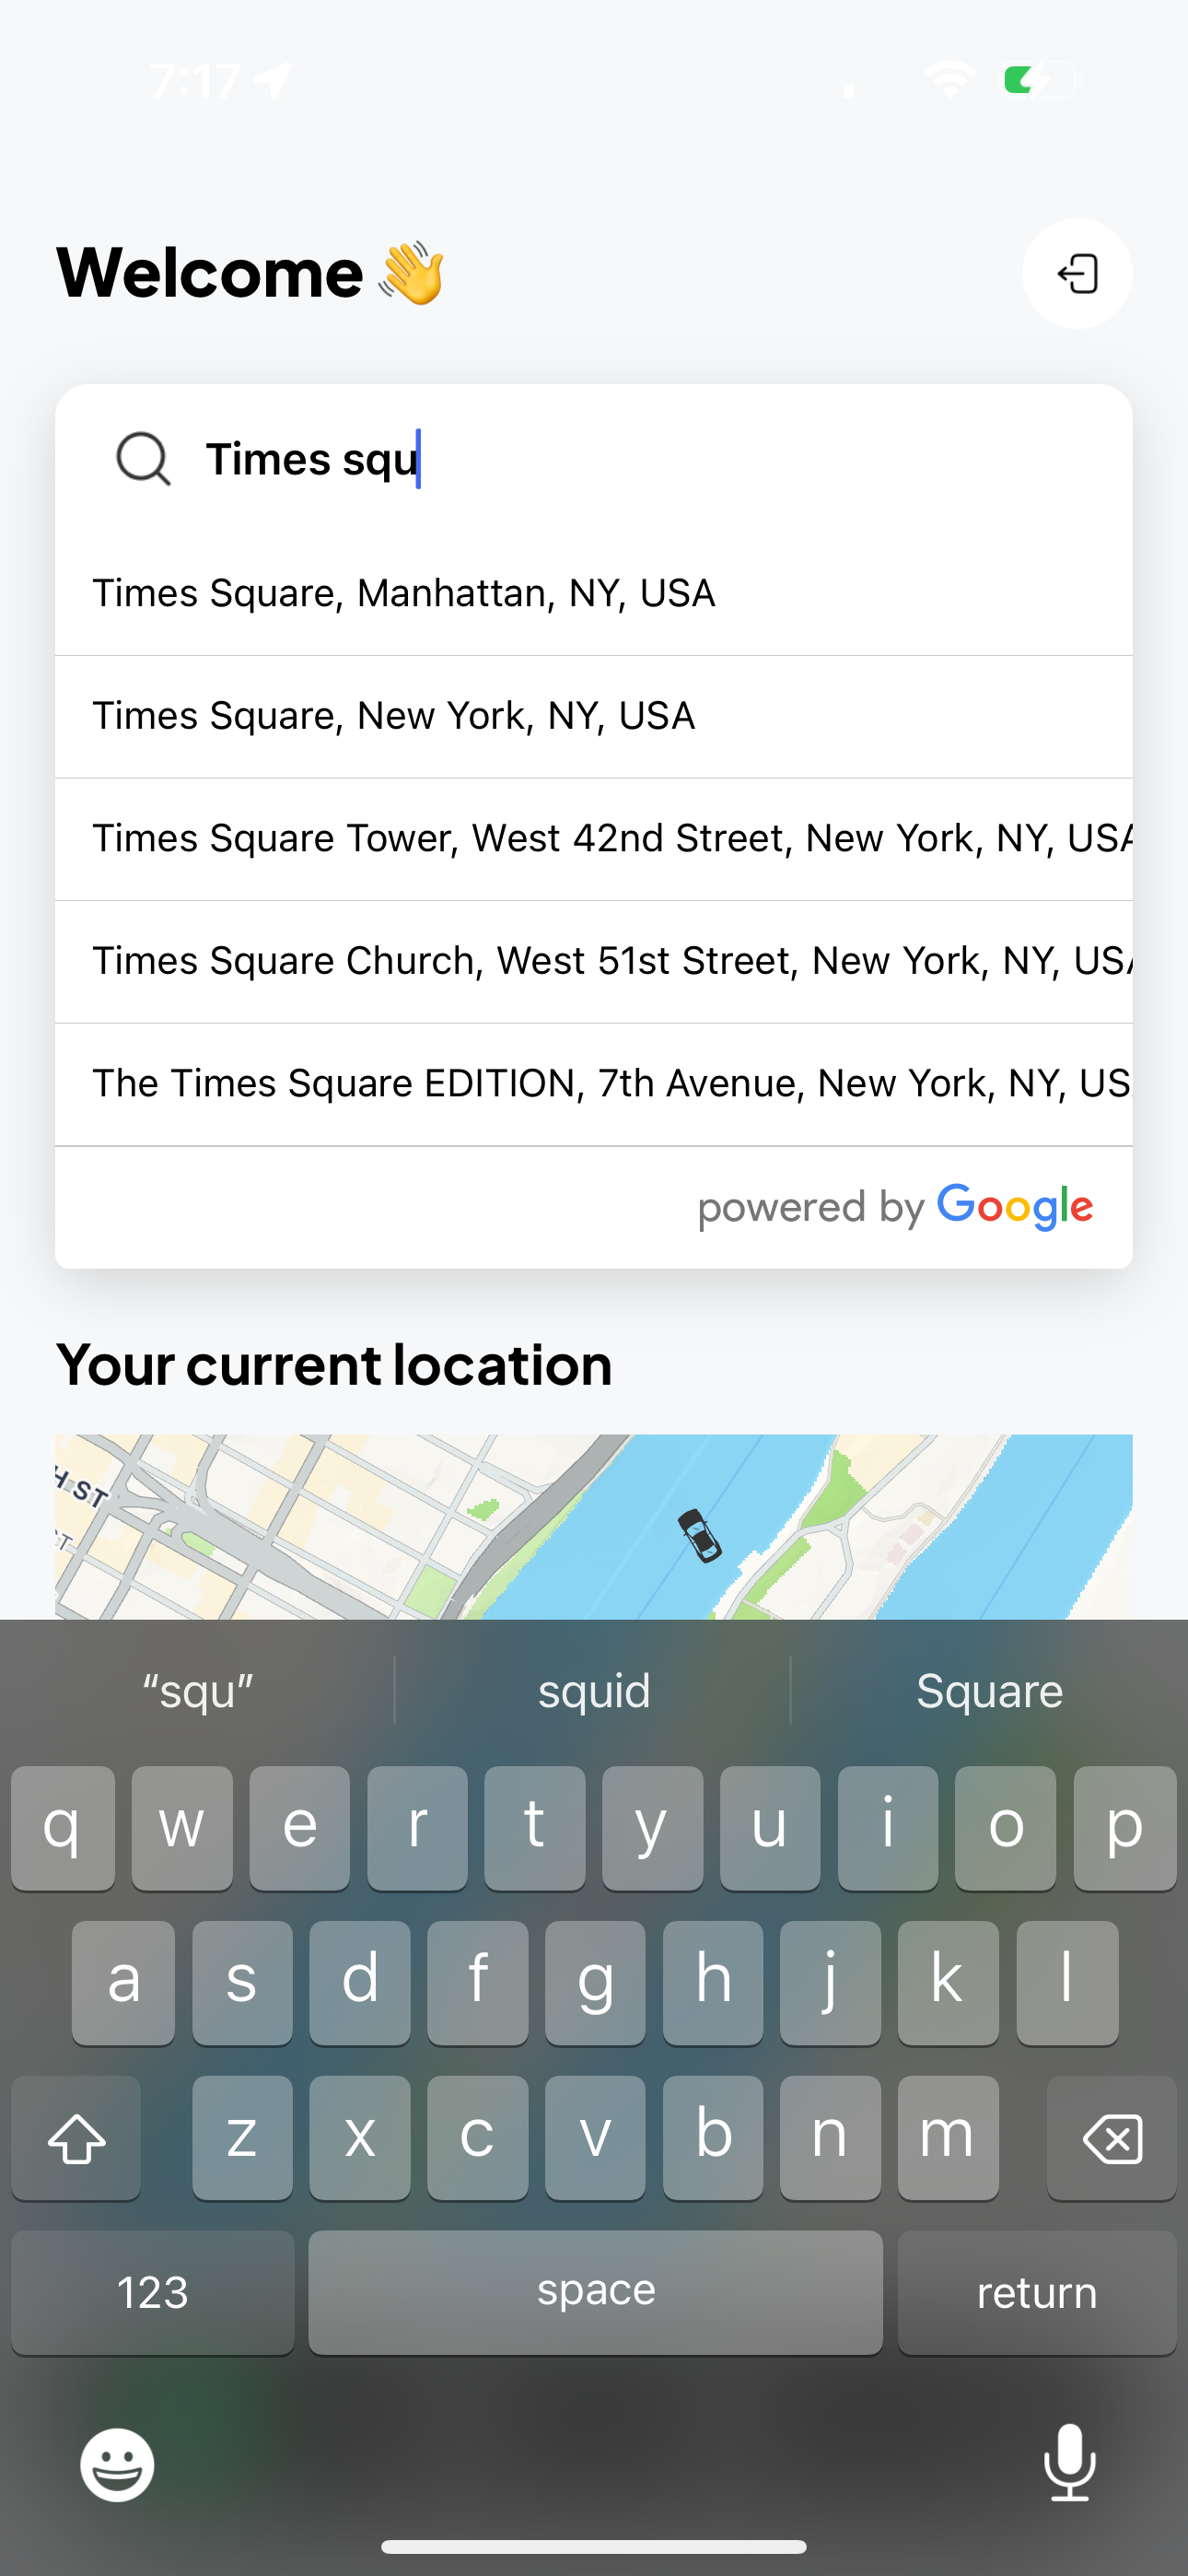 7:17
Welcome 👋
Times squ
Times Square, Manhattan, NY, USA
Times Square, New York, NY, USA
Times Square Tower, West 42nd Street, New York, NY, USA
Times Square Church, West 51st Street, New York, NY, USA
The Times Square EDITION, 7th Avenue, New York, NY, US
powered by Google
Your current location
H ST
ST
“squ” squid Square
q w e r t y u i o p
a s d f g h j k l
z x c v b n m
123 space return